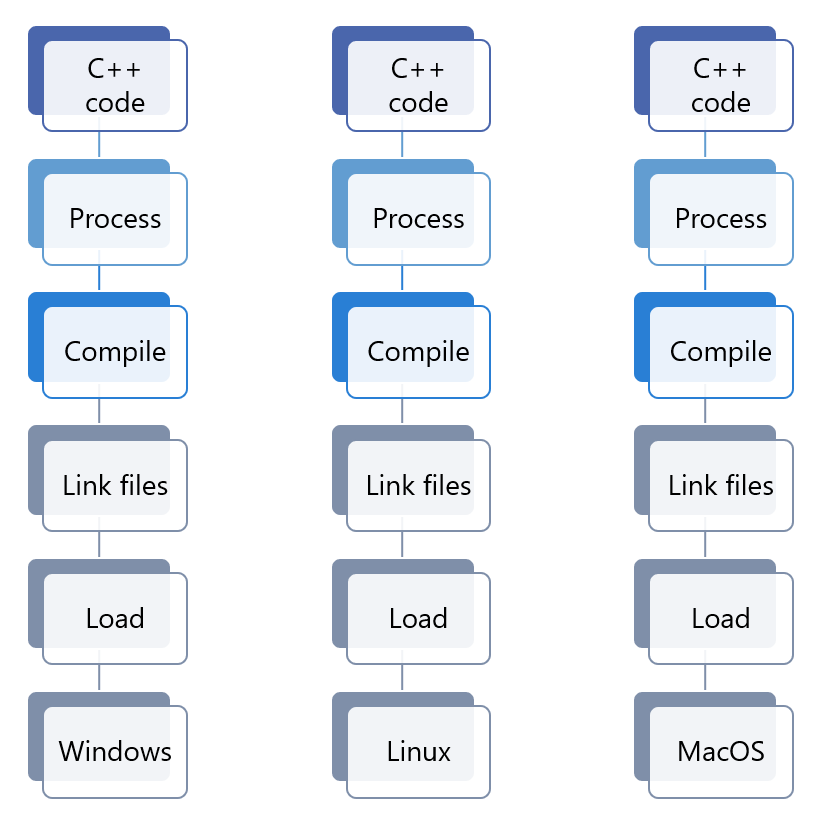 C++
code
Process
Compile
Link files
Load
Windows
C++
code
Process
Compile
Link files
Load
Linux
C++
code
Process
Compile
Link files
Load
MacOS